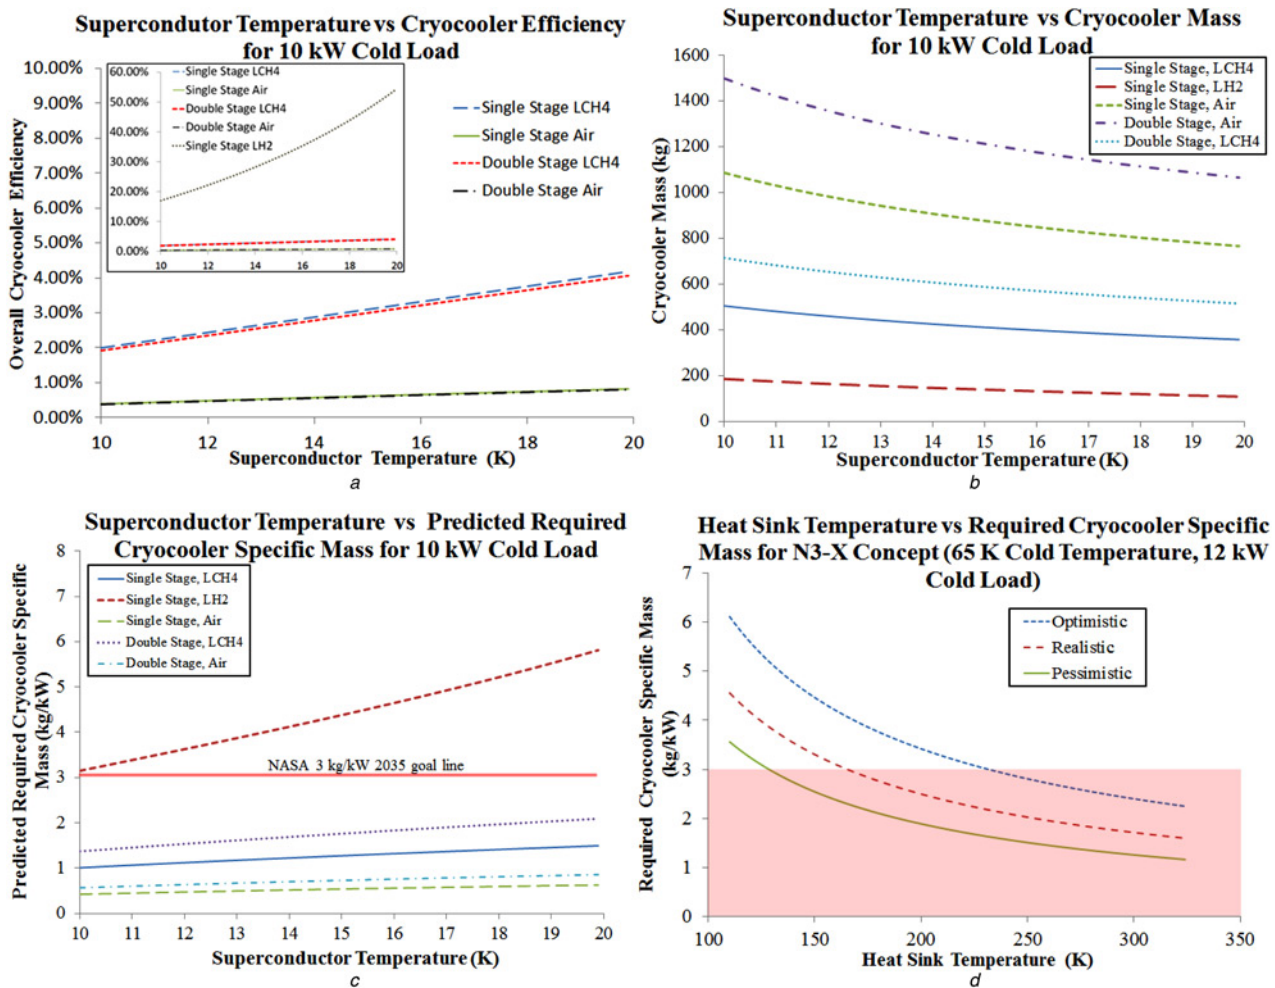 Supercondutor Temperature vs Cryocooler Efficiency
for 10 kW Cold Load
10.00%
9.00%
8.00%
7.00%
6.00%
5.00%
4.00%
3.00%
2.00%
1.00%
0.00%
Overall Cryocooler Efficiency
60.00%
50.00%
40.00%
30.00%
20.00%
10.00%
0.00%
Single Stage LCH4
Single Stage Air
Double Stage LCH4
Double Stage Air
Single Stage LH2
10 12 14 16 18 20
Single Stage LCH4
Single Stage Air
Double Stage LCH4
Double Stage Air
10 12 14 16 18 20
Superconductor Temperature (K)
a
Superconductor Temperature vs Cryocooler Mass
for 10 kW Cold Load
1600
1400
1200
1000
800
600
400
200
0
Cryocooler Mass (kg)
Single Stage, LCH4
Single Stage, LH2
Single Stage, Air
Double Stage, Air
Double Stage, LCH4
10 11 12 13 14 15 16 17 18 19 20
Superconductor Temperature (K)
b
Superconductor Temperature vs Predicted Required
Cryocooler Specific Mass for 10 kW Cold Load
8
7
6
5
4
3
2
1
0
Predicted Required Cryocooler Specific
Mass (kg/kW)
Single Stage, LCH4
Single Stage, LH2
Single Stage, Air
Double Stage, LCH4
Double Stage, Air
NASA 3 kg/kW 2035 goal line
10 11 12 13 14 15 16 17 18 19 20
Superconductor Temperature (K)
c
Heat Sink Temperature vs Required Cryocooler Specific
Mass for N3-X Concept (65 K Cold Temperature, 12 kW
Cold Load)
7
6
5
4
3
2
1
0
Required Cryocooler Specific Mass
(kg/kW)
Optimistic
Realistic
Pessimistic
100 150 200 250 300 350
Heat Sink Temperature (K)
d